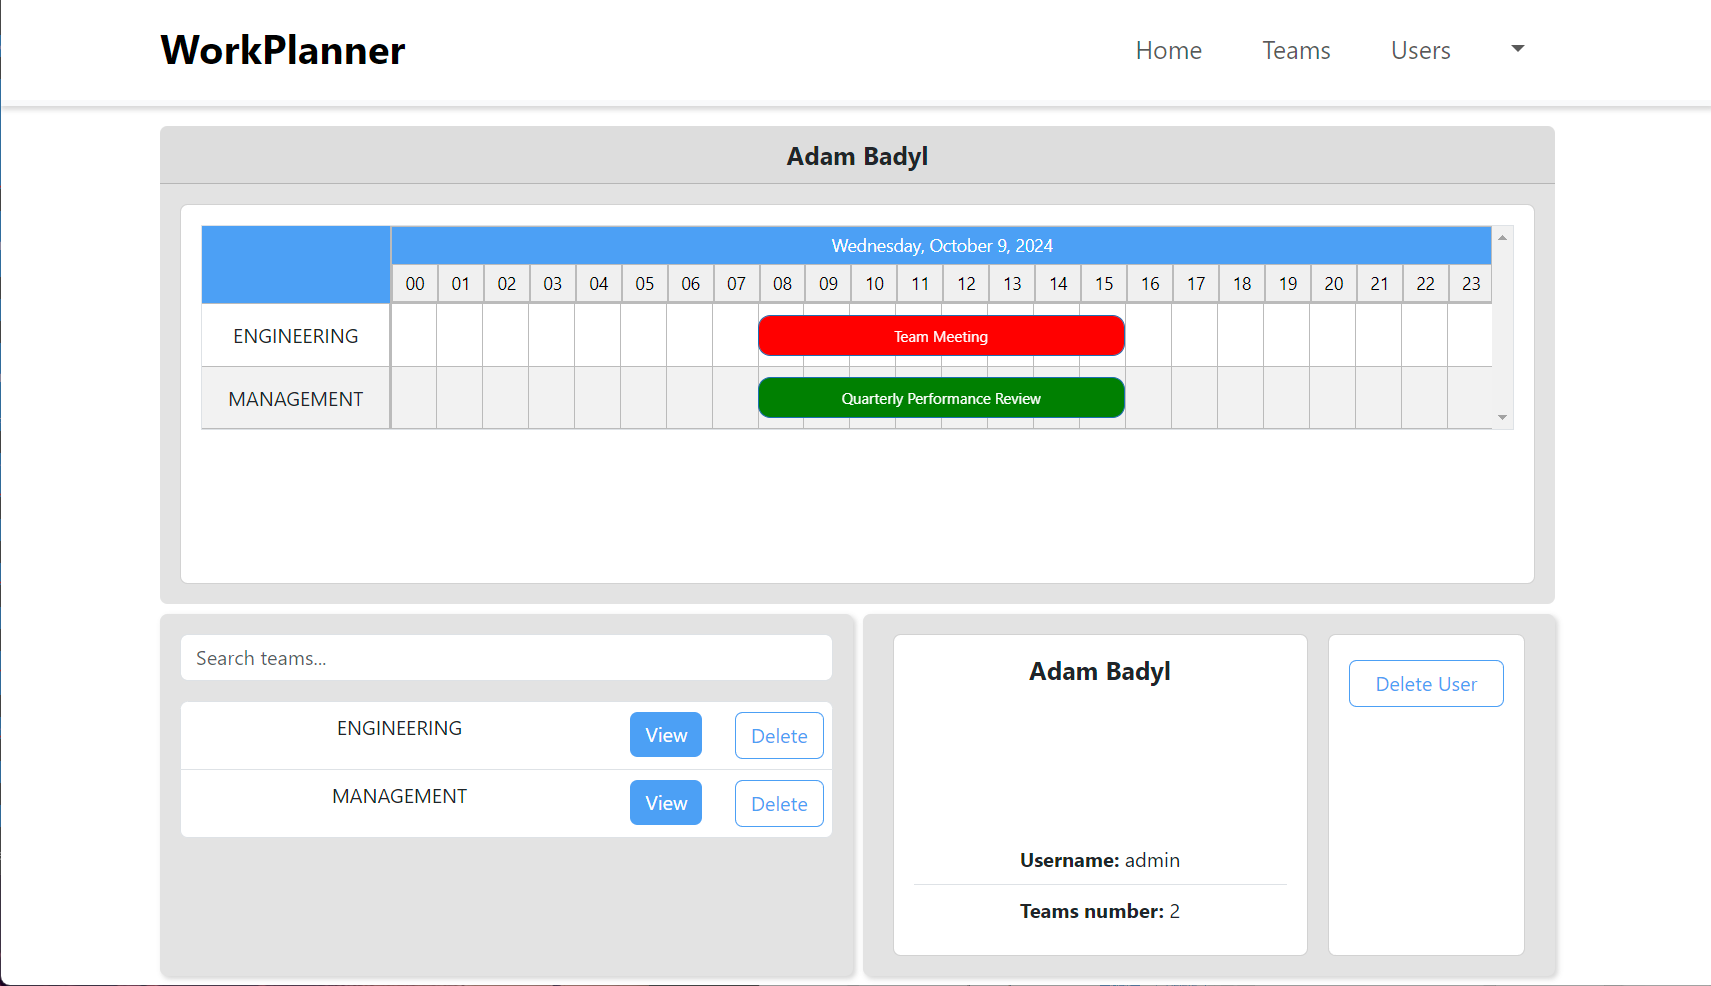 WorkPlanner
Home Teams Users
Adam Badyl
Wednesday, October 9, 2024
00 01 02 03 04 05 06 07 08 09 10 11 12 13 14 15 16 17 18 19 20 21 22 23
ENGINEERING Team Meeting
MANAGEMENT Quarterly Performance Review
Search teams...
ENGINEERING View Delete
MANAGEMENT View Delete
Adam Badyl
Username: admin
Teams number: 2
Delete User